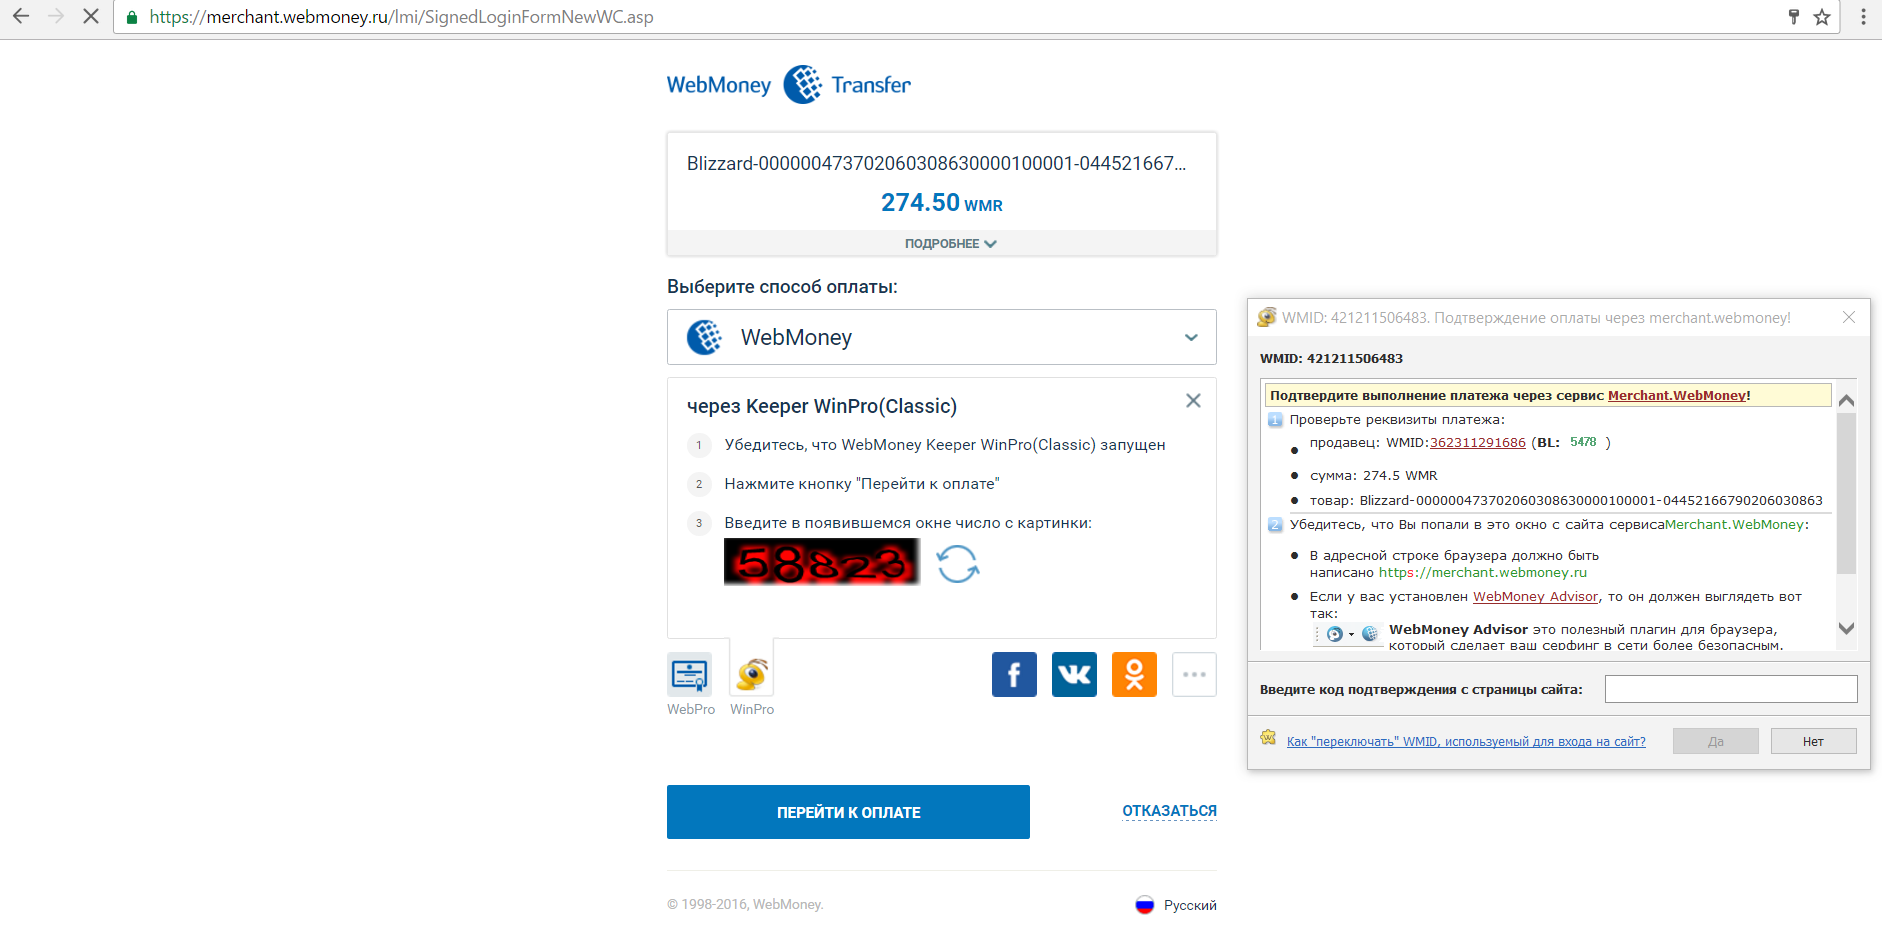 https://merchant.webmoney.ru/lmi/SignedLoginFormNewWC.asp
WebMoney Transfer
Blizzard-000000473702060308630000100001-044521667...
274.50 WMR
ПОДРОБНЕЕ
Выберите способ оплаты:
WebMoney
через Keeper WinPro(Classic)
1 Убедитесь, что WebMoney Keeper WinPro(Classic) запущен
2 Нажмите кнопку "Перейти к оплате"
3 Введите в появившемся окне число с картинки:
58823
WebPro WinPro
ПЕРЕЙТИ К ОПЛАТЕ
ОТКАЗАТЬСЯ
© 1998-2016, WebMoney.
Русский
WMID: 421211506483. Подтверждение оплаты через merchant.webmoney!
WMID: 421211506483
Подтвердите выполнение платежа через сервис Merchant.WebMoney!
1 Проверьте реквизиты платежа:
продавец: WMID:362311291686 (BL: 5478 )
сумма: 274.5 WMR
товар: Blizzard-000000473702060308630000100001-04452166790206030863
2 Убедитесь, что Вы попали в это окно с сайта сервисаMerchant.WebMoney:
В адресной строке браузера должно быть
написано https://merchant.webmoney.ru
Если у вас установлен WebMoney Advisor, то он должен выглядеть вот
так:
WebMoney Advisor это полезный плагин для браузера,
который сделает ваш серфинг в сети более безопасным.
Введите код подтверждения с страницы сайта:
Как "переключать" WMID, используемый для входа на сайт?
Да
Нет